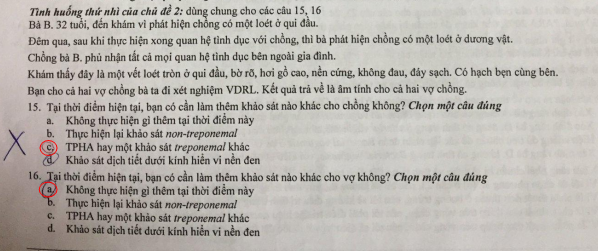 Tình huống thứ nhì của chủ đề 2: dùng chung cho các câu 15, 16
Bà B. 32 tuổi, đến khám vì phát hiện chồng có một loét ở qui đầu.
Đêm qua, sau khi thực hiện xong quan hệ tình dục với chồng, thì bà phát hiện chồng có một loét ở dương vật.
Chồng bà B. phủ nhận tất cả mọi quan hệ tình dục bên ngoài gia đình.
Khám thấy đây là một vết loét tròn ở qui đầu, bờ rõ, hơi gồ cao, nền cứng, không đau, đáy sạch. Có hạch bẹn cùng bên.
Bạn cho cả hai vợ chồng bà ta đi xét nghiệm VDRL. Kết quả trả về là âm tính cho cả hai vợ chồng.
15. Tại thời điểm hiện tại, bạn có cần làm thêm khảo sát nào khác cho chồng không? Chọn một câu đúng
a. Không thực hiện gì thêm tại thời điểm này
b. Thực hiện lại khảo sát non-treponemal
c. TPHA hay một khảo sát treponemal khác
d. Khảo sát dịch tiết dưới kính hiển vi nền đen
16. Tại thời điểm hiện tại, bạn có cần làm thêm khảo sát nào khác cho vợ không? Chọn một câu đúng
a. Không thực hiện gì thêm tại thời điểm này
b. Thực hiện lại khảo sát non-treponemal
c. TPHA hay một khảo sát treponemal khác
d. Khảo sát dịch tiết dưới kính hiển vi nền đen